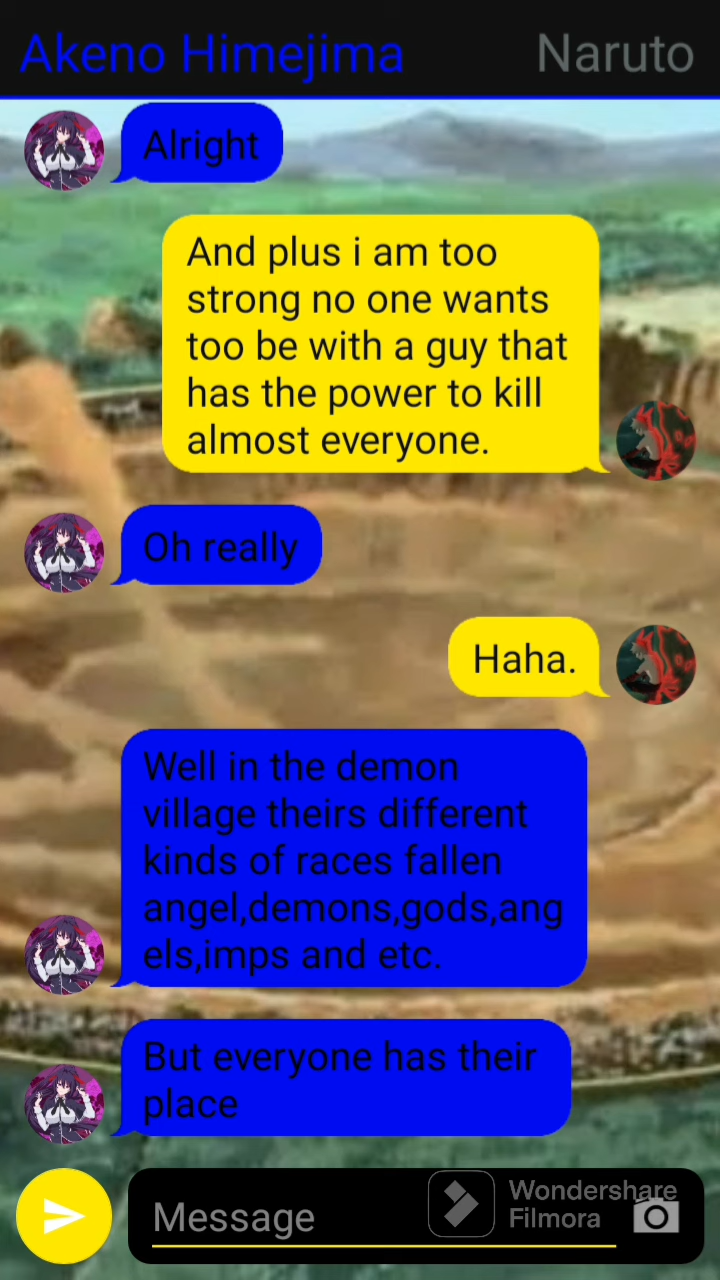 Akeno Himejima Naruto
Alright
And plus i am too
strong no one wants
too be with a guy that
has the power to kill
almost everyone.
Oh really
Haha.
Well in the demon
village theirs different
kinds of races fallen
angel,demons,gods,ang
els,imps and etc.
But everyone has their
place
Message
Wondershare
Filmora